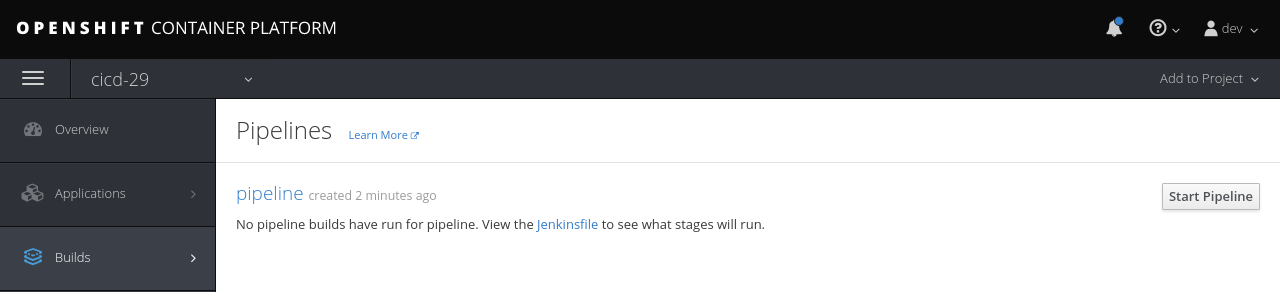 OPENSHIFT CONTAINER PLATFORM
dev
cicd-29
Add to Project
Overview
Pipelines Learn More
Applications
pipeline created 2 minutes ago
Start Pipeline
No pipeline builds have run for pipeline. View the Jenkinsfile to see what stages will run.
Builds